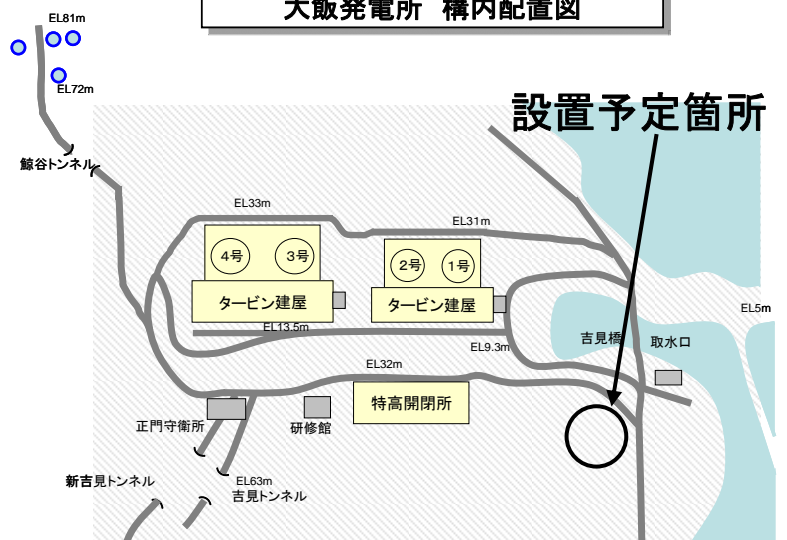 大飯発電所 構内配置図
EL81m
EL72m
設置予定箇所
鯨谷トンネル
EL33m
EL31m
4号
3号
2号
1号
タービン建屋
タービン建屋
EL5m
EL13.5m
吉見橋
取水口
EL9.3m
EL32m
特高開閉所
正門守衛所
研修館
新吉見トンネル
EL63m
吉見トンネル